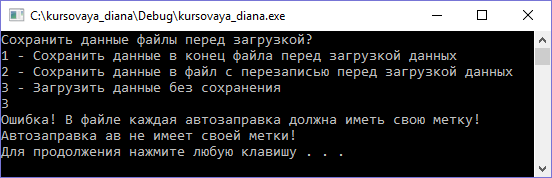 C:\kursovaya_diana\Debug\kursovaya_diana.exe
Сохранить данные файлы перед загрузкой?
1 - Сохранить данные в конец файла перед загрузкой данных
2 - Сохранить данные в файл с перезаписью перед загрузкой данных
3 - Загрузить данные без сохранения
3
Ошибка! В файле каждая автозаправка должна иметь свою метку!
Автозаправка ав не имеет своей метки!
Для продолжения нажмите любую клавишу . . .